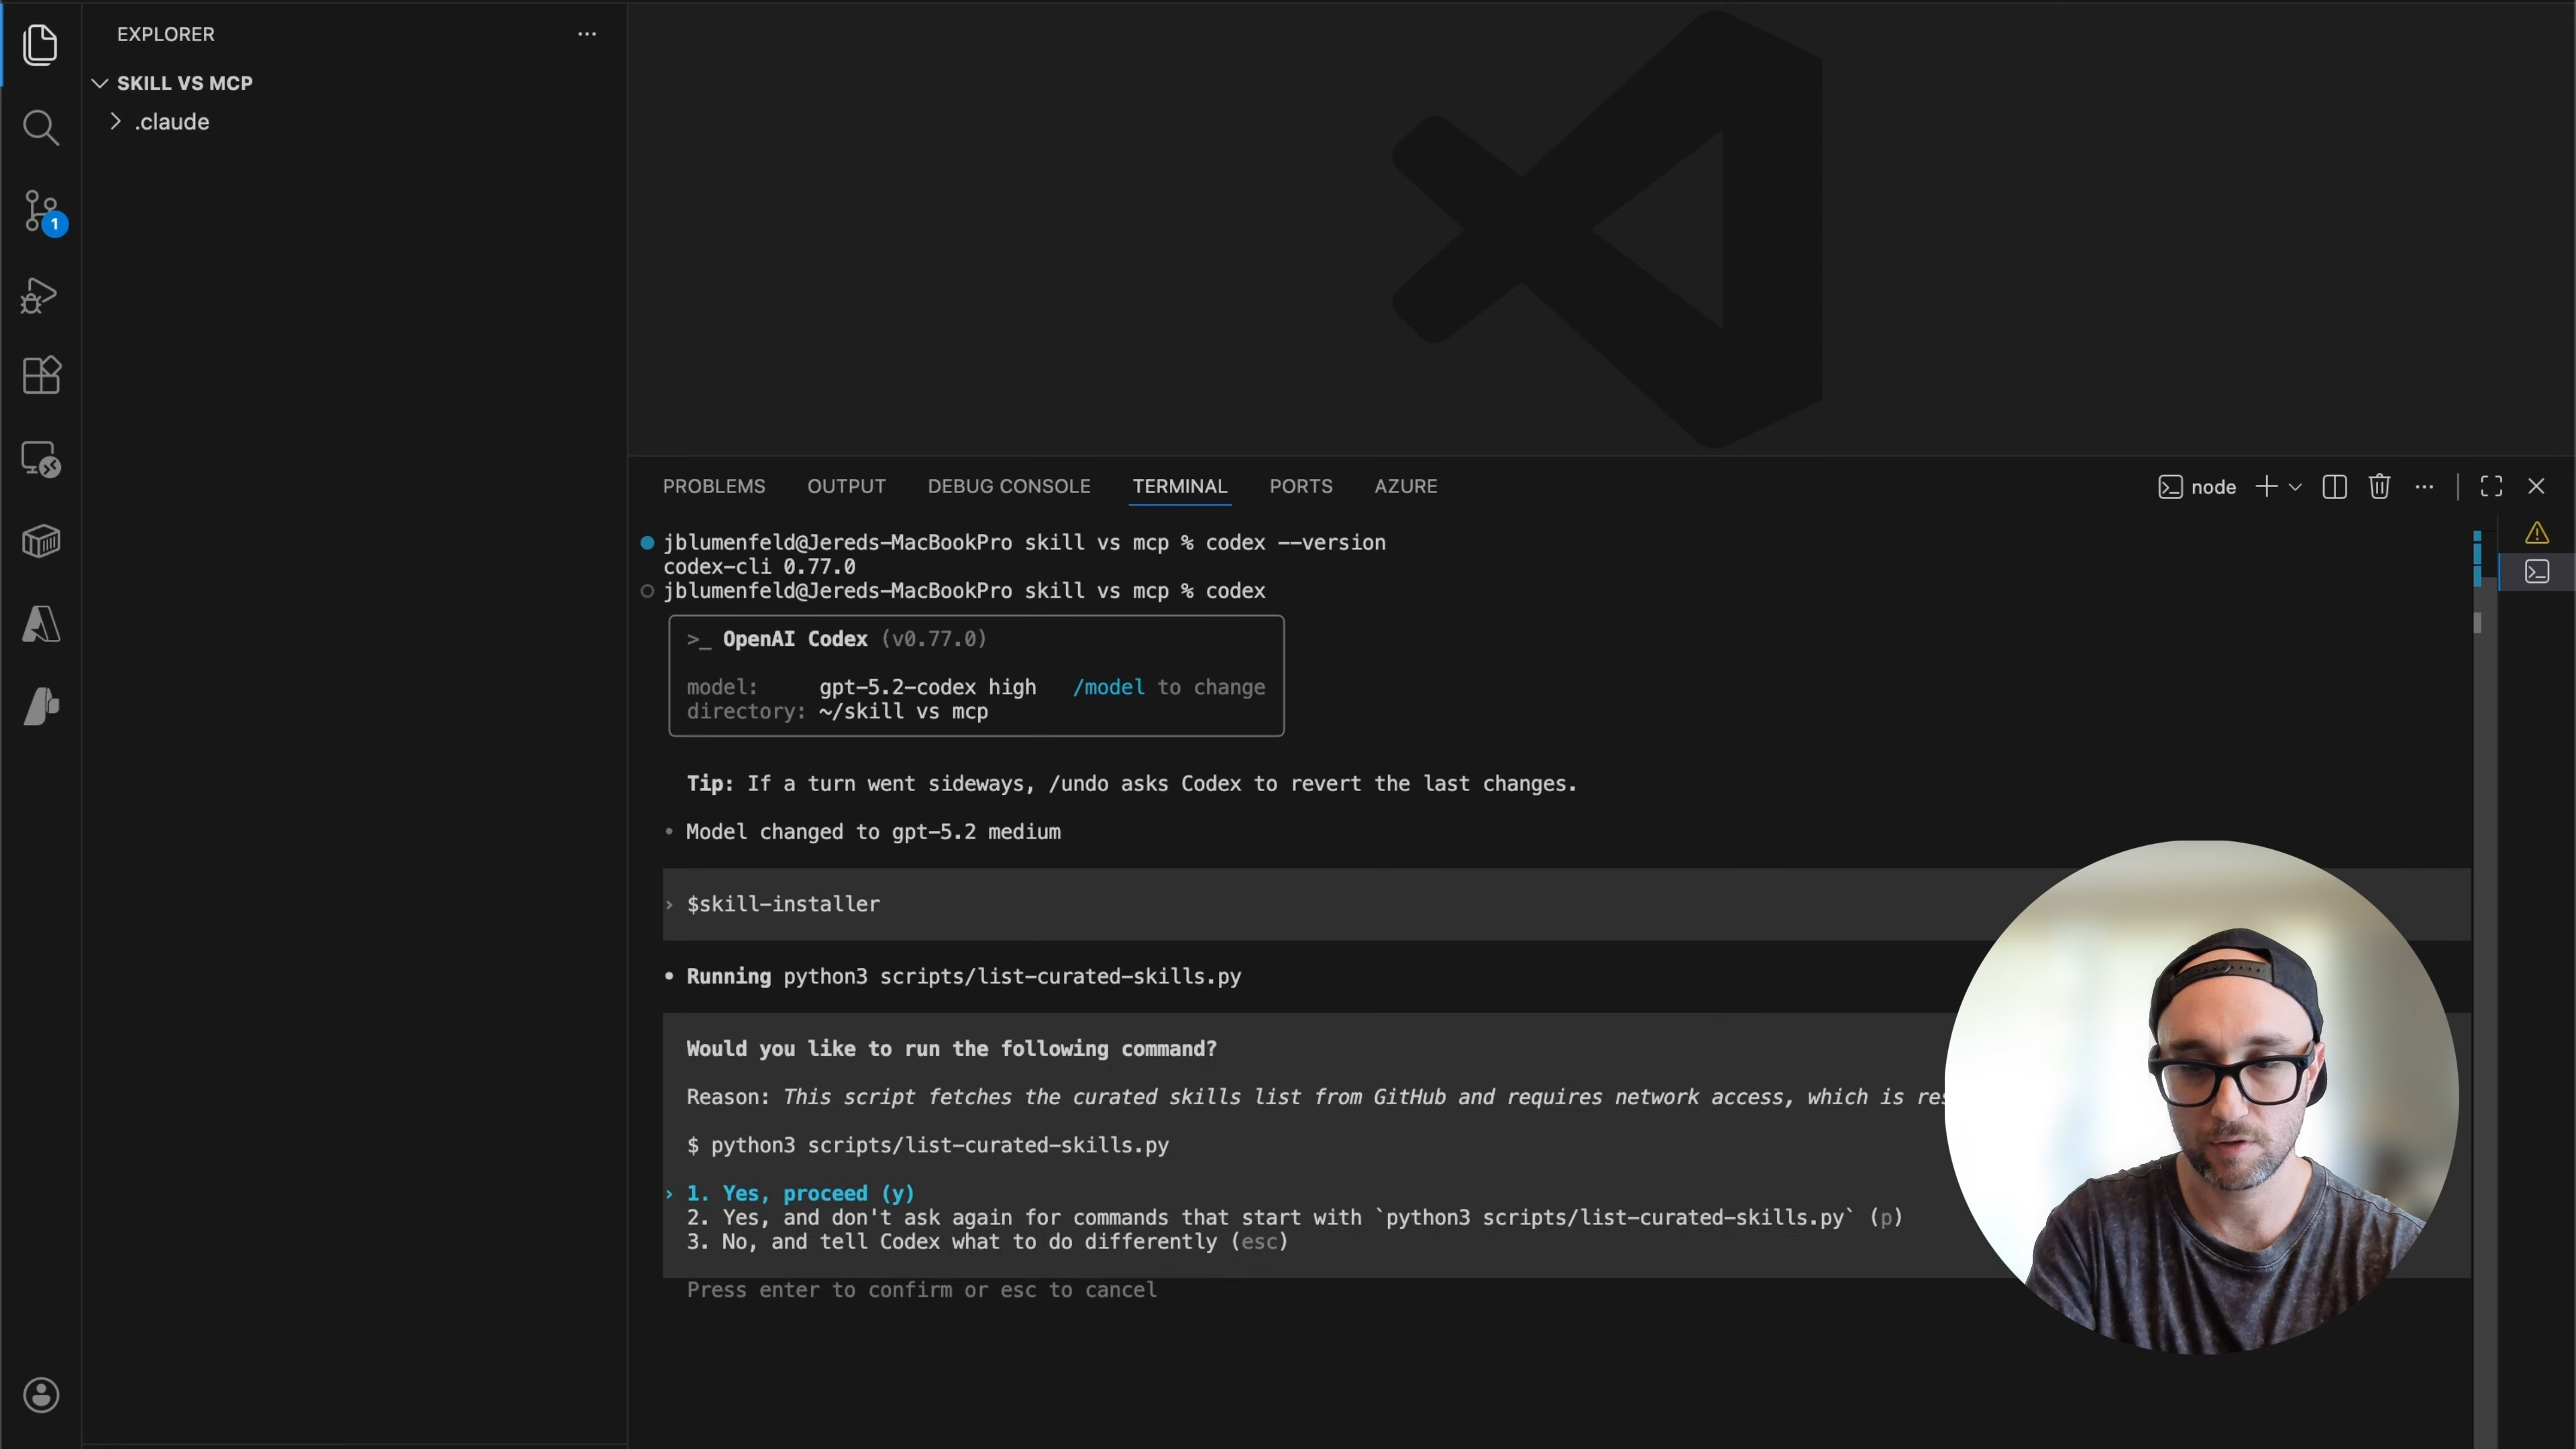 EXPLORER
SKILL VS MCP
.claude
1
PROBLEMS OUTPUT DEBUG CONSOLE TERMINAL PORTS AZURE
node
jblumenfeld@Jereds-MacBookPro skill vs mcp % codex --version
codex-cli 0.77.0
jblumenfeld@Jereds-MacBookPro skill vs mcp % codex
>_ OpenAI Codex (v0.77.0)
model: gpt-5.2-codex high /model to change
directory: ~/skill vs mcp
Tip: If a turn went sideways, /undo asks Codex to revert the last changes.
• Model changed to gpt-5.2 medium
› $skill-installer
• Running python3 scripts/list-curated-skills.py
Would you like to run the following command?
Reason: This script fetches the curated skills list from GitHub and requires network access, which is
$ python3 scripts/list-curated-skills.py
› 1. Yes, proceed (y)
2. Yes, and don't ask again for commands that start with `python3 scripts/list-curated-skills.py` (p)
3. No, and tell Codex what to do differently (esc)
Press enter to confirm or esc to cancel